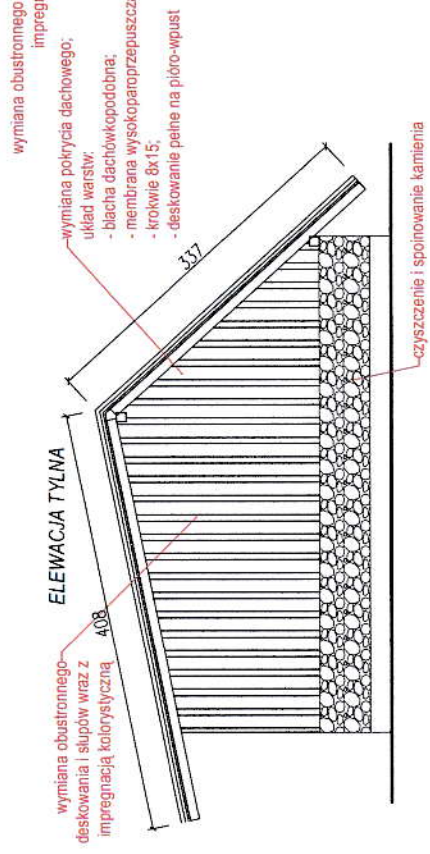 wymiana obustronnego
impregn
wymiana pokrycia dachowego;
układ warstw:
- blacha dachówkopodobna;
- membrana wysokoparoprzepuszcz
- krokwie 8x15;
- deskowanie pełne na pióro-wpust
ELEWACJA TYLNA
wymiana obustronnego
deskowania i słupów wraz z
impregnacją kolorystyczną
408
337
czyszczenie i spoinowanie kamienia